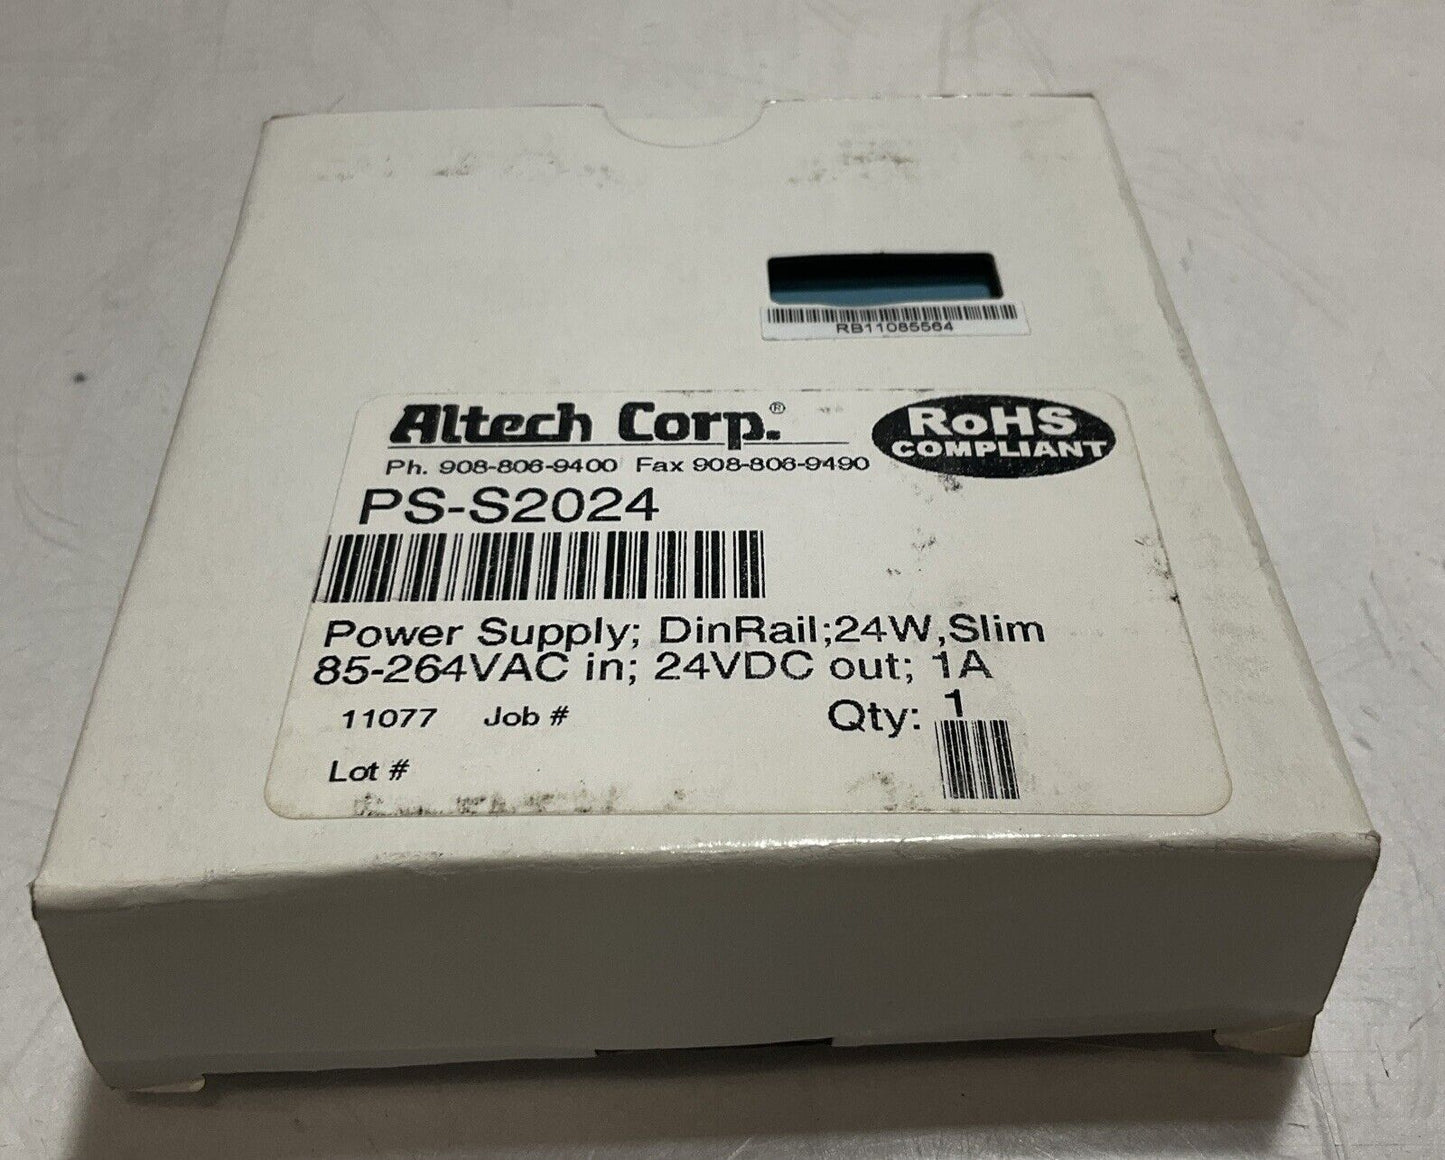 RB11085564
Altech Corp.®
RoHS
COMPLIANT
Ph. 908-806-9400 Fax 908-806-9490
PS-S2024
Power Supply; DinRail;24W,Slim
85-264VAC in; 24VDC out; 1A
11077 Job #
Qty: 1
Lot #